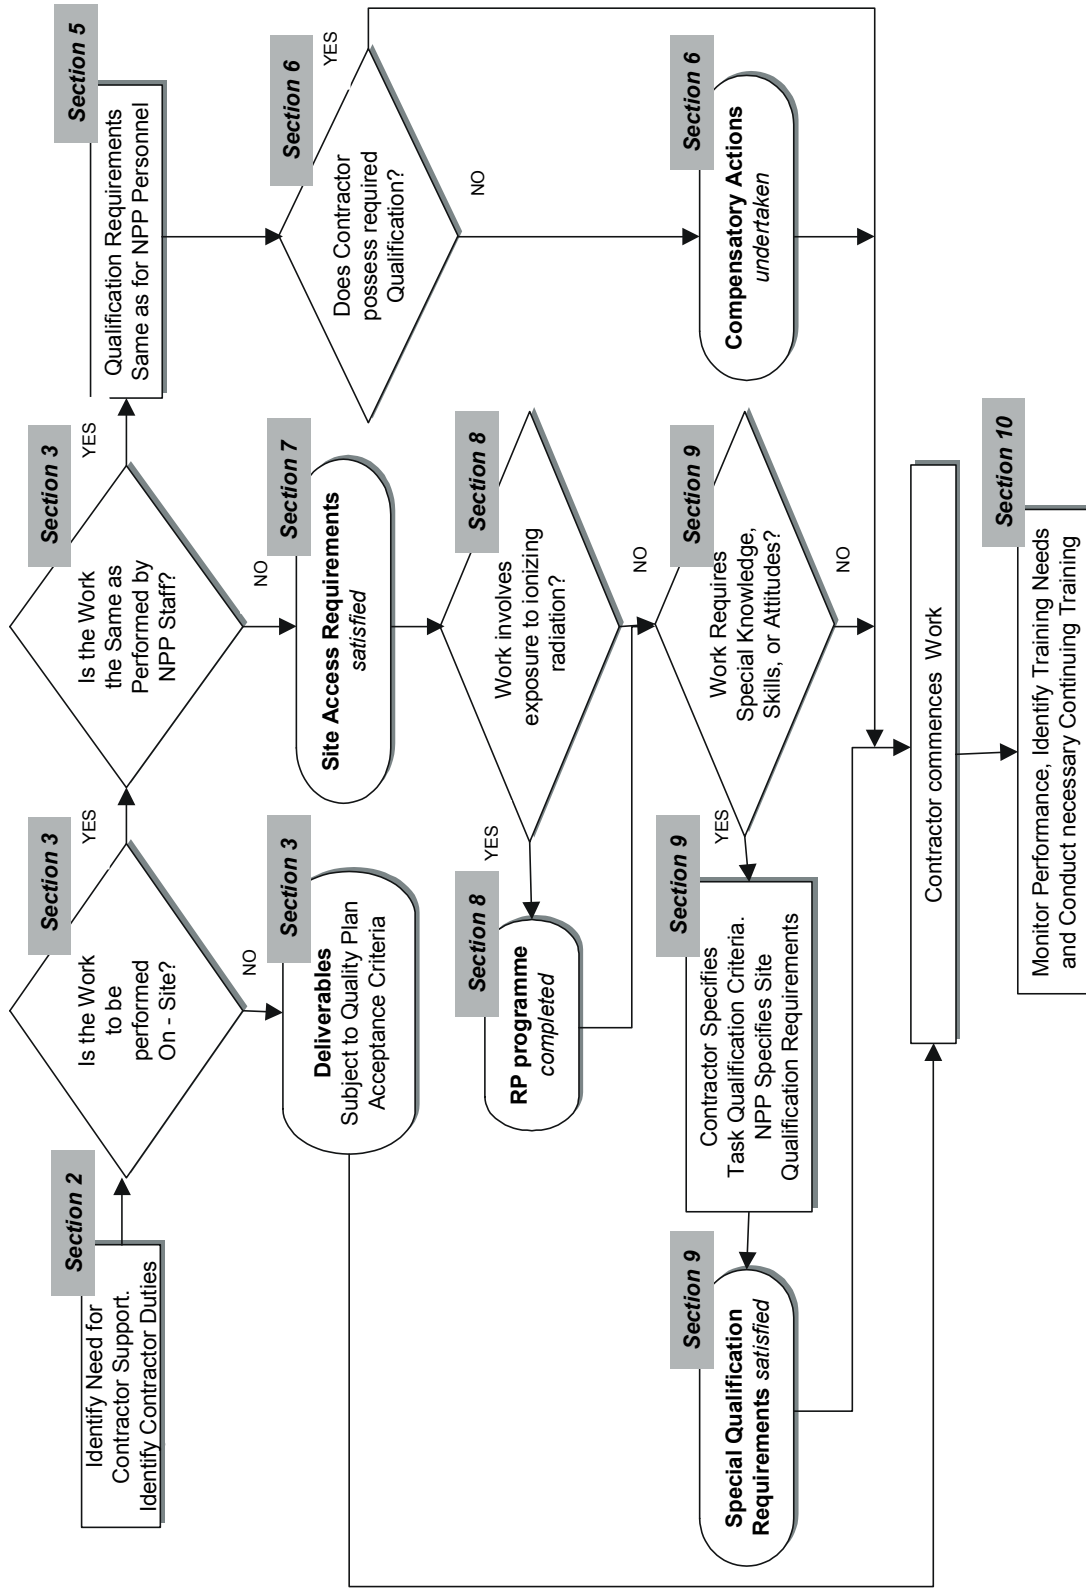 Section 2
Identify Need for
Contractor Support.
Identify Contractor Duties
Section 3
Is the Work
to be
performed
On - Site?
YES
NO
Section 3
Is the Work
the Same as
Performed by
NPP Staff?
YES
NO
Section 5
Qualification Requirements
Same as for NPP Personnel
Section 3
Deliverables
Subject to Quality Plan
Acceptance Criteria
Section 7
Site Access Requirements
satisfied
Section 6
Does Contractor
possess required
Qualification?
YES
NO
Section 8
Work involves
exposure to ionizing
radiation?
YES
NO
Section 8
RP programme
completed
Section 9
Work Requires
Special Knowledge,
Skills, or Attitudes?
YES
NO
Section 6
Compensatory Actions
undertaken
Section 9
Contractor Specifies
Task Qualification Criteria.
NPP Specifies Site
Qualification Requirements
Section 9
Special Qualification
Requirements satisfied
Contractor commences Work
Section 10
Monitor Performance, Identify Training Needs
and Conduct necessary Continuing Training